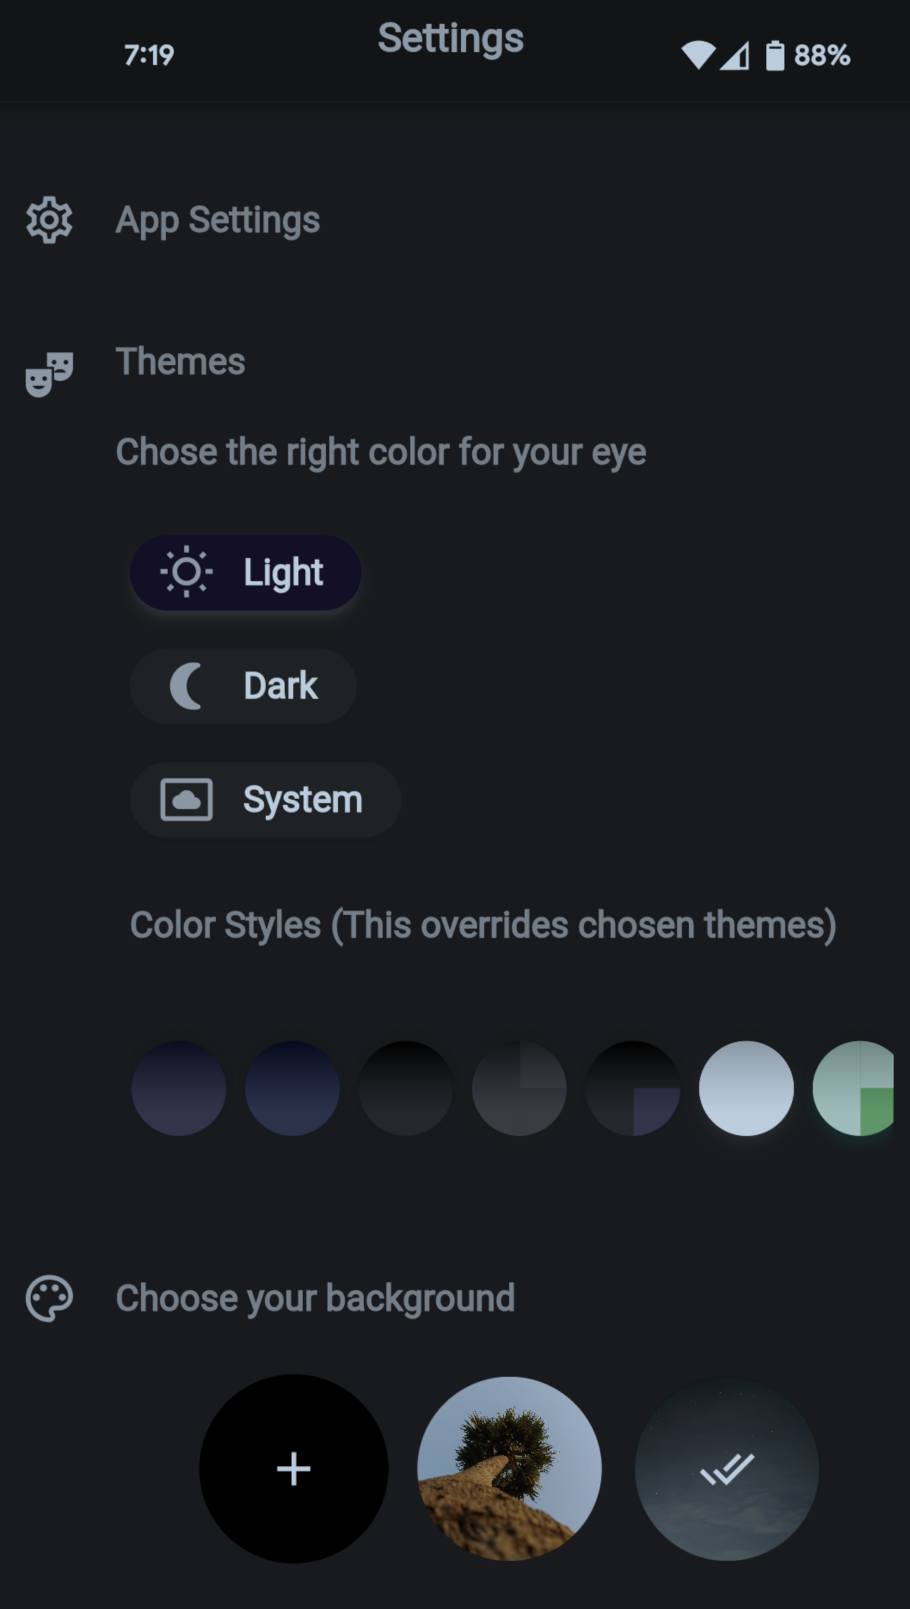 Settings
7:19
88%
App Settings
Themes
Chose the right color for your eye
Light
Dark
System
Color Styles (This overrides chosen themes)
Choose your background